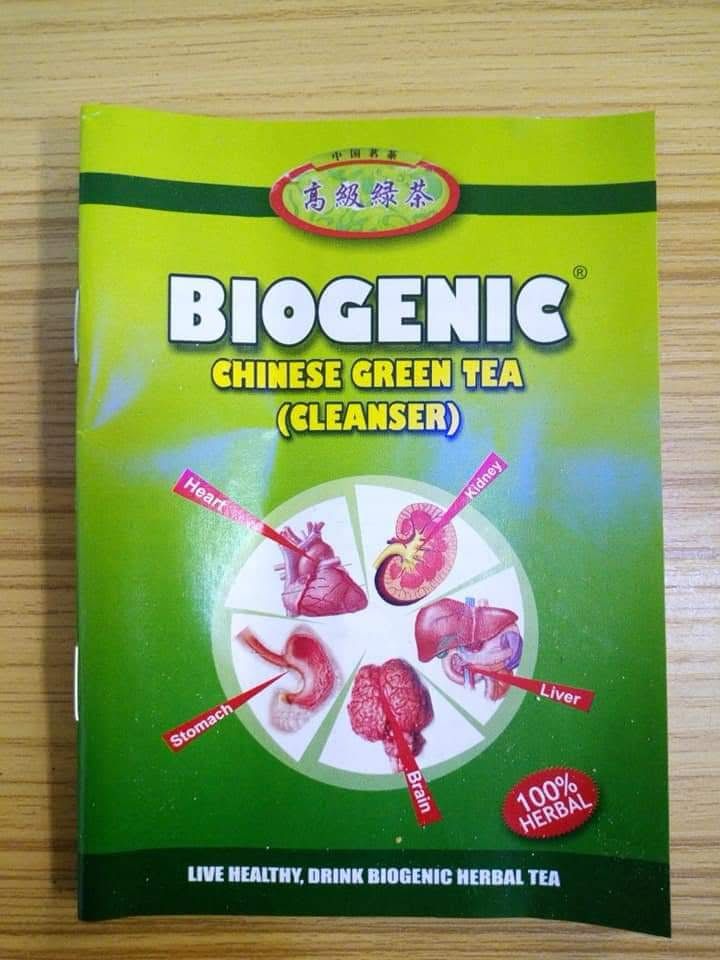 中国茗茶
高級緑茶
BIOGENIC®
CHINESE GREEN TEA
(CLEANSER)
Heart
Kidney
Stomach
Liver
Brain
100%
HERBAL
LIVE HEALTHY, DRINK BIOGENIC HERBAL TEA